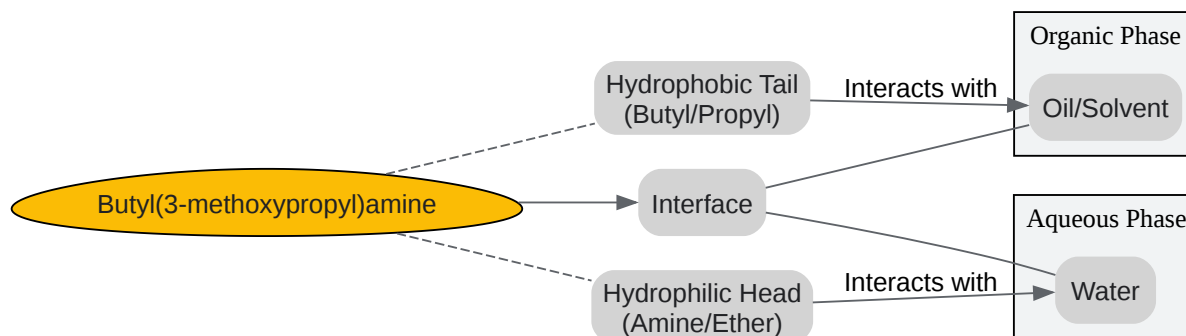 Organic Phase
Hydrophobic Tail
(Butyl/Propyl)
Interacts with
Oil/Solvent
Butyl(3-methoxypropyl)amine
Interface
Aqueous Phase
Hydrophilic Head
(Amine/Ether)
Interacts with
Water